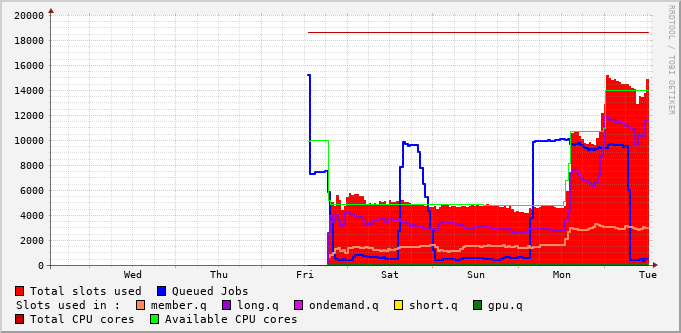 20000
18000
16000
14000
12000
10000
8000
6000
4000
2000
0
Wed Thu Fri Sat Sun Mon Tue
Total slots used Queued Jobs
Slots used in : member.q long.q ondemand.q short.q gpu.q
Total CPU cores Available CPU cores
RRDTOOL / TOBI OETIKER